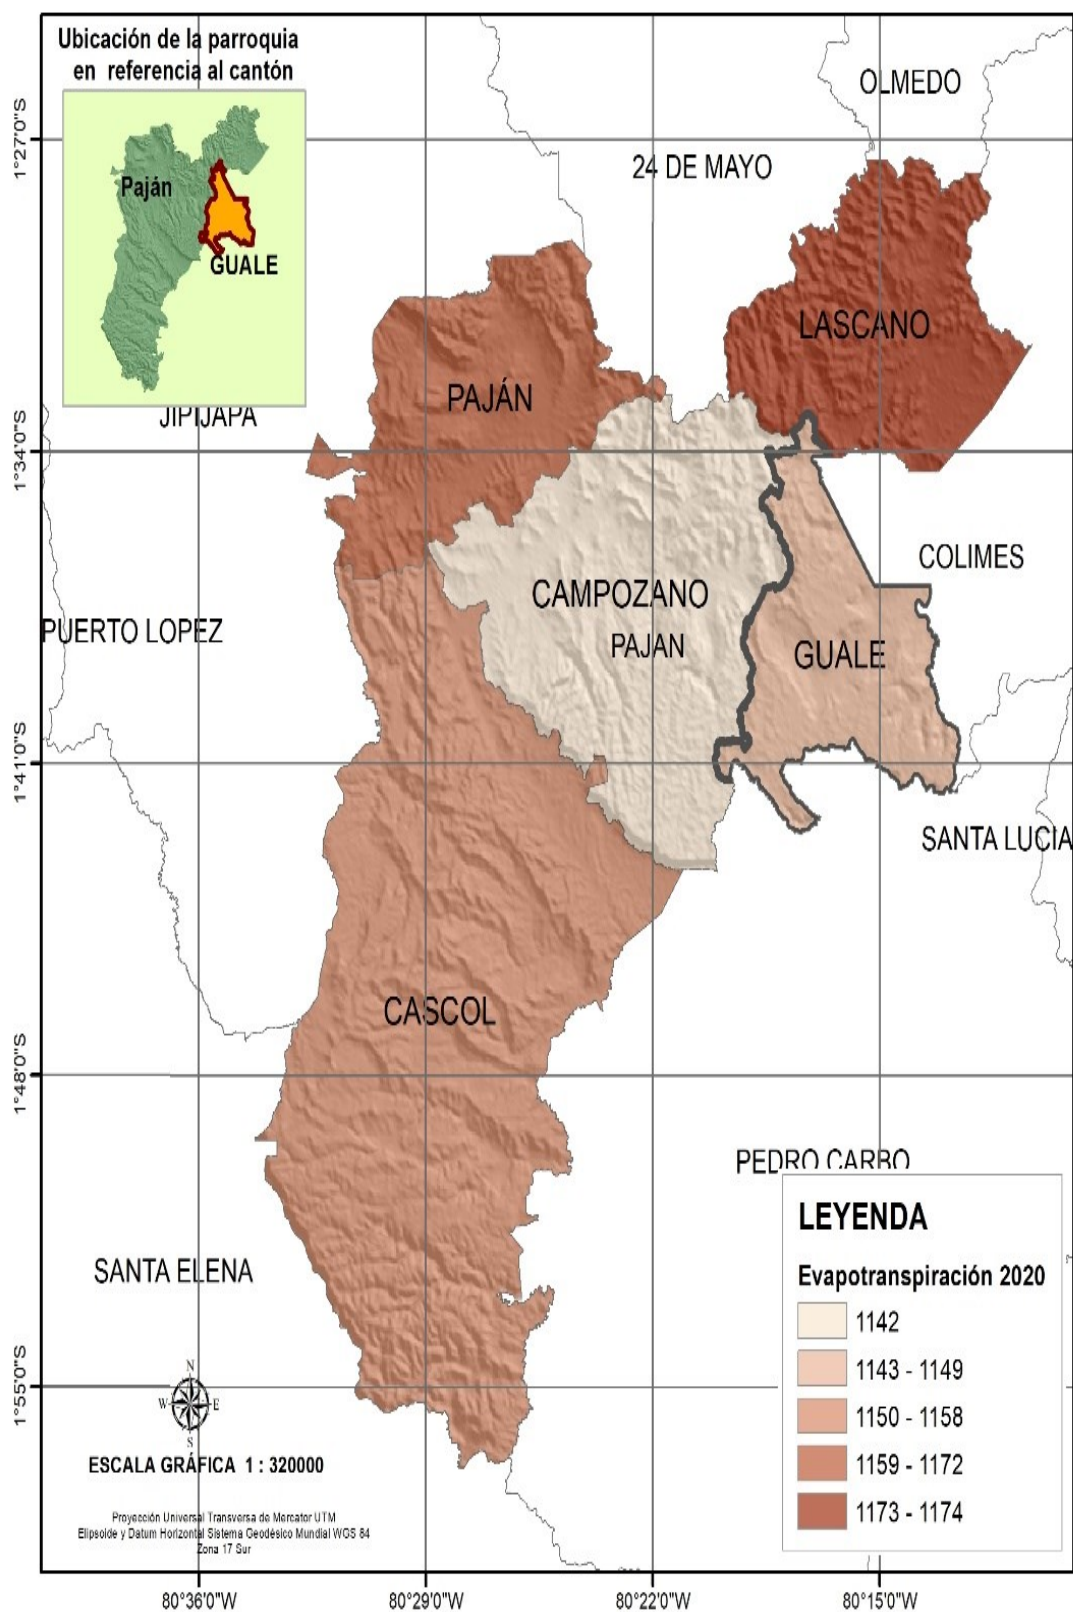 Ubicación de la parroquia
en referencia al cantón
Paján
GUALE
OLMEDO
24 DE MAYO
LASCANO
PAJÁN
JIPIJAPA
COLIMES
CAMPOZANO
PAJAN
PUERTO LOPEZ
GUALE
SANTA LUCIA
CASCOL
PEDRO CARBO
SANTA ELENA
LEYENDA
Evapotranspiración 2020
1142
1143 - 1149
1150 - 1158
1159 - 1172
1173 - 1174
N
W E
S
ESCALA GRÁFICA 1 : 320000
Proyección Universal Transversa de Mercator UTM
Elipsoide y Datum Horizontal Sistema Geodésico Mundial WGS 84
Zona 17 Sur
1°27'0"S
1°34'0"S
1°41'0"S
1°48'0"S
1°55'0"S
80°36'0"W 80°29'0"W 80°22'0"W 80°15'0"W